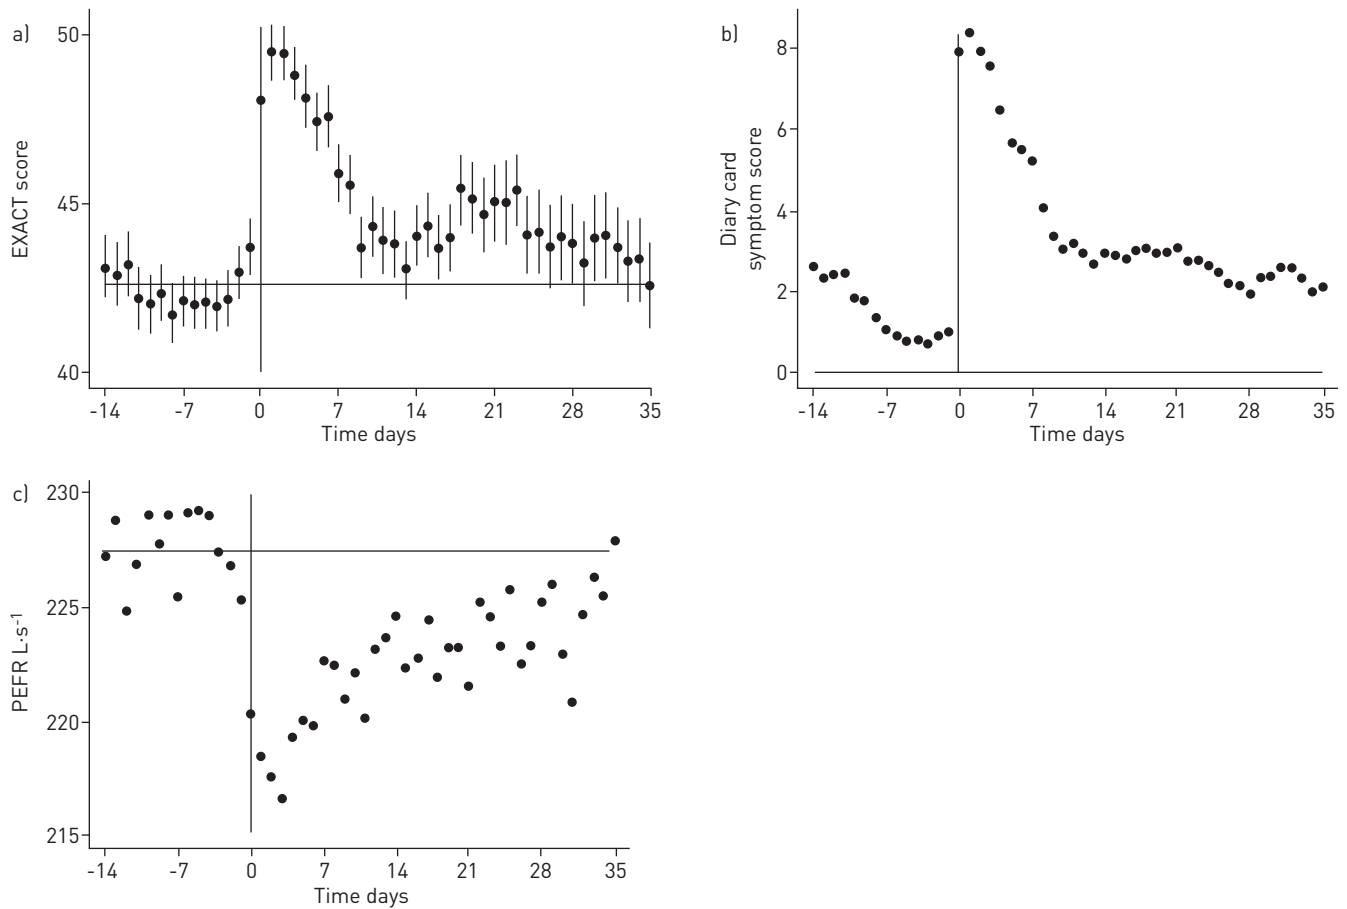 a)
50
45
40
EXACT score
-14 -7 0 7 14 21 28 35
Time days
b)
8
6
4
2
0
Diary card
symptom score
-14 -7 0 7 14 21 28 35
Time days
c)
230
225
220
215
PEFR L·s⁻¹
-14 -7 0 7 14 21 28 35
Time days